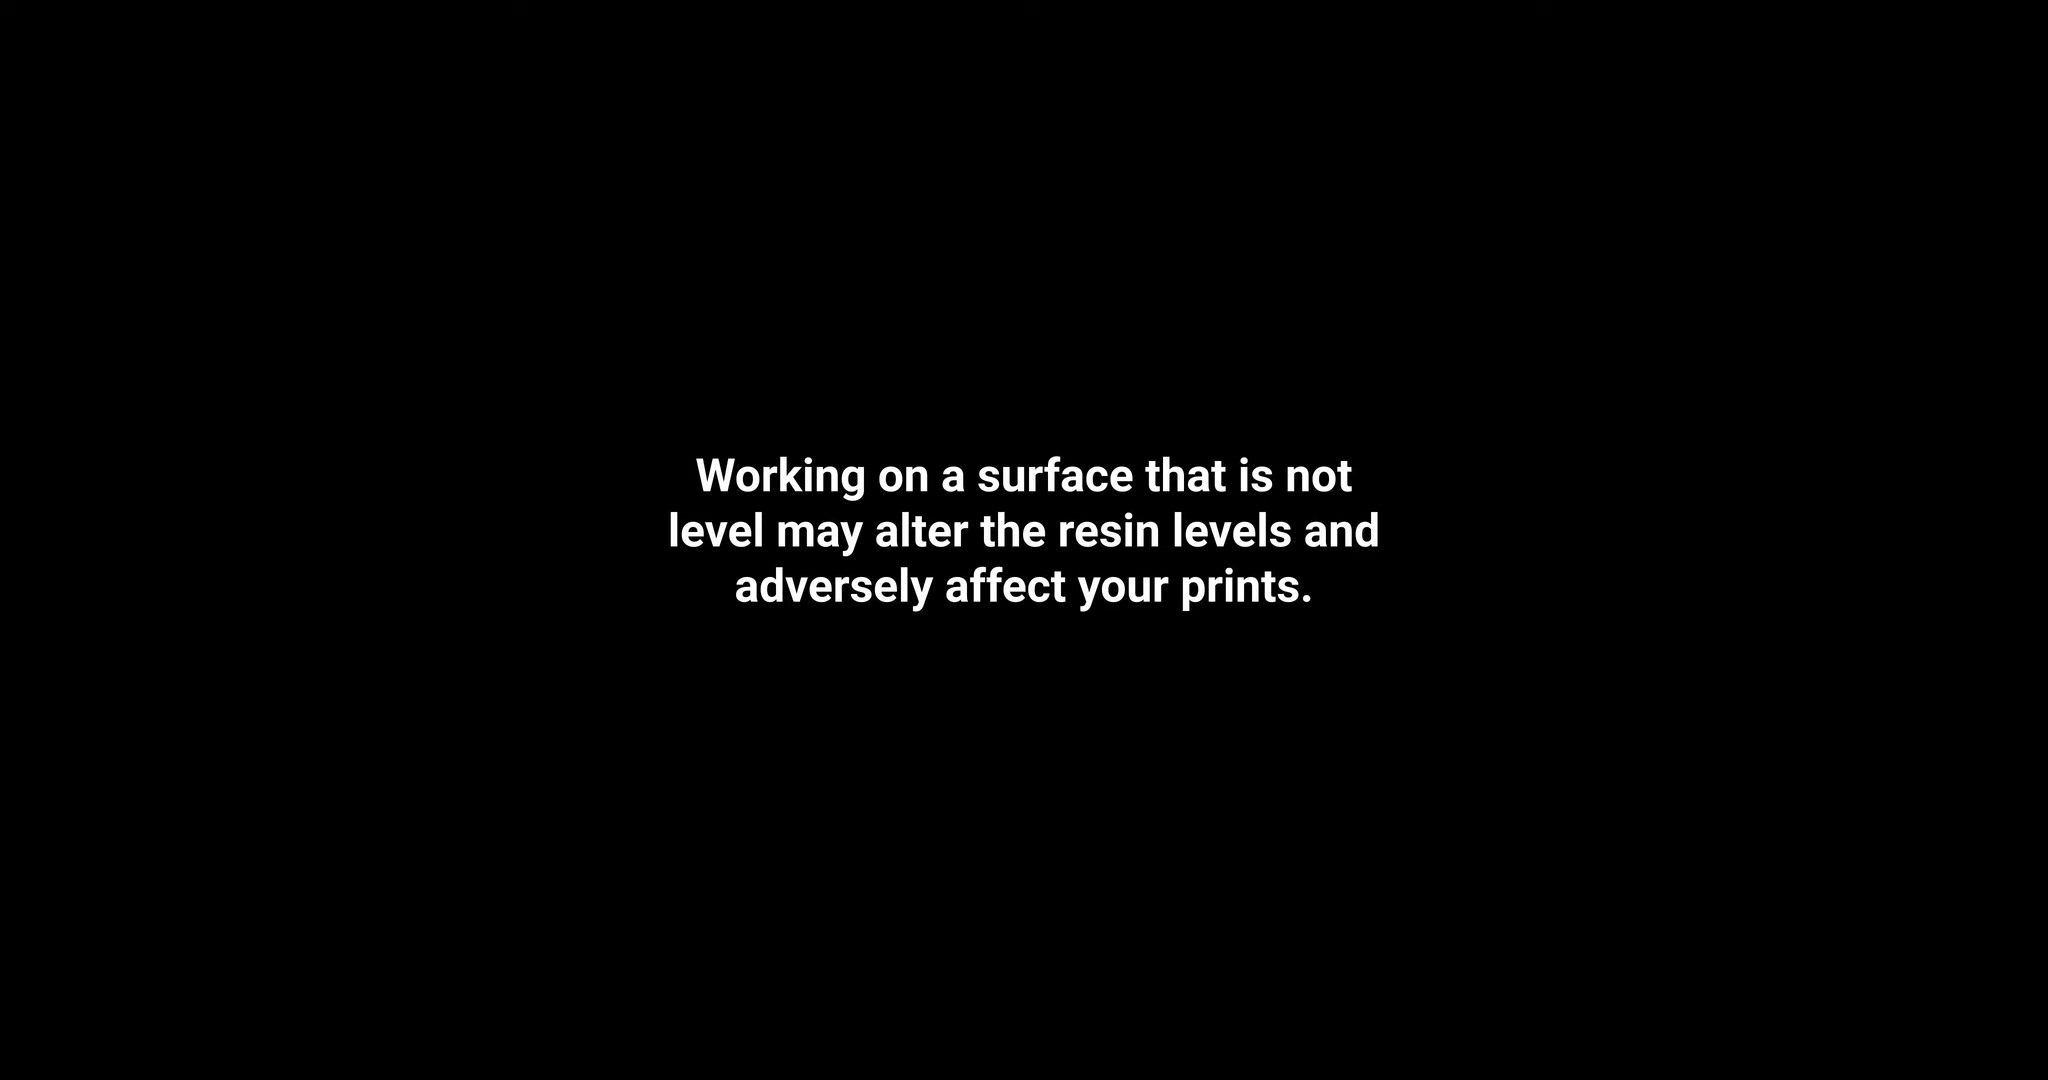 Working on a surface that is not
level may alter the resin levels and
adversely affect your prints.